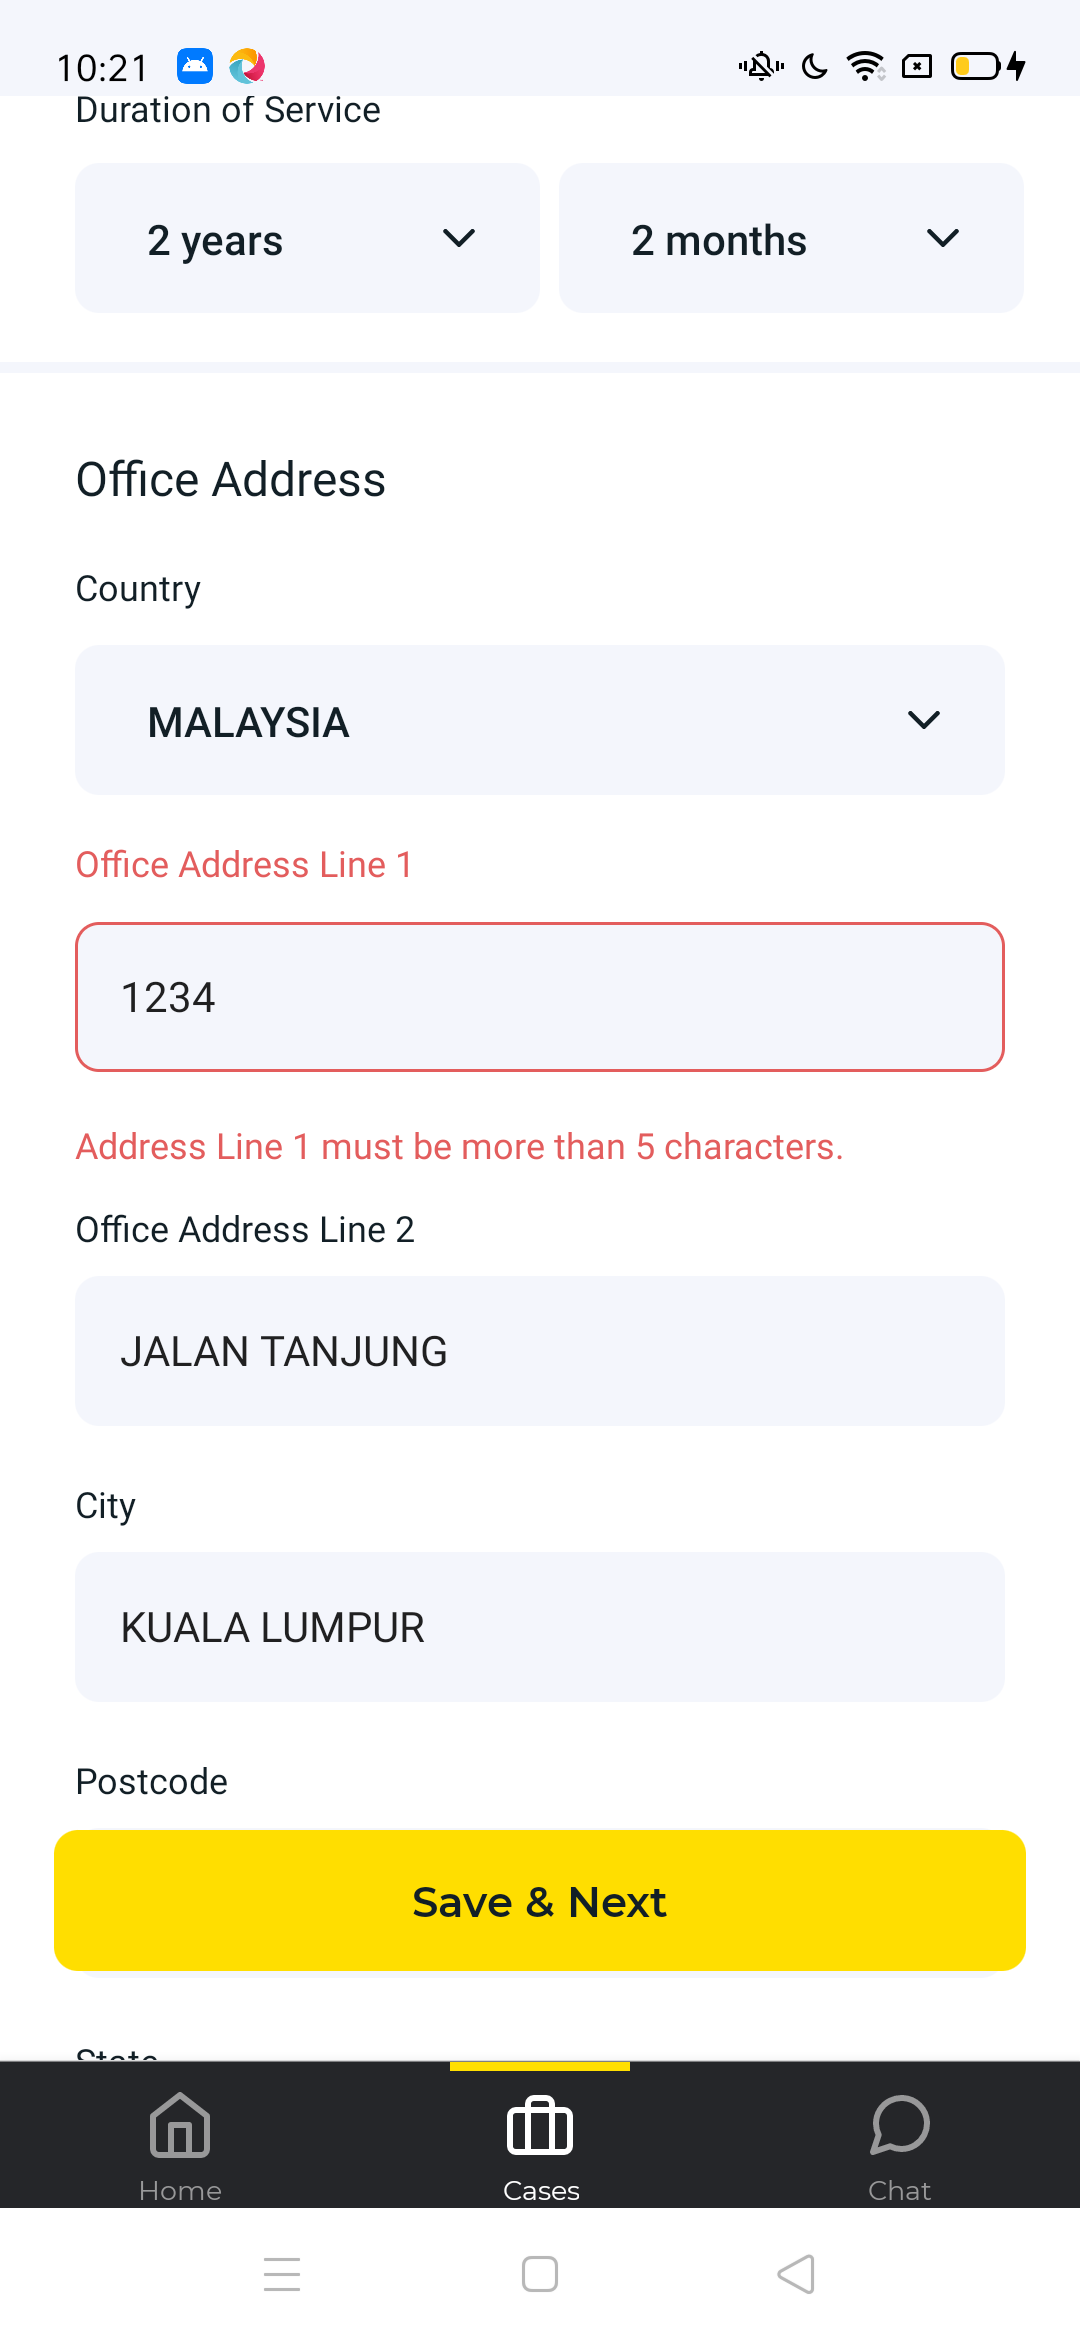 10:21
Duration of Service
2 years
2 months
Office Address
Country
MALAYSIA
Office Address Line 1
1234
Address Line 1 must be more than 5 characters.
Office Address Line 2
JALAN TANJUNG
City
KUALA LUMPUR
Postcode
Save & Next
State
Home
Cases
Chat